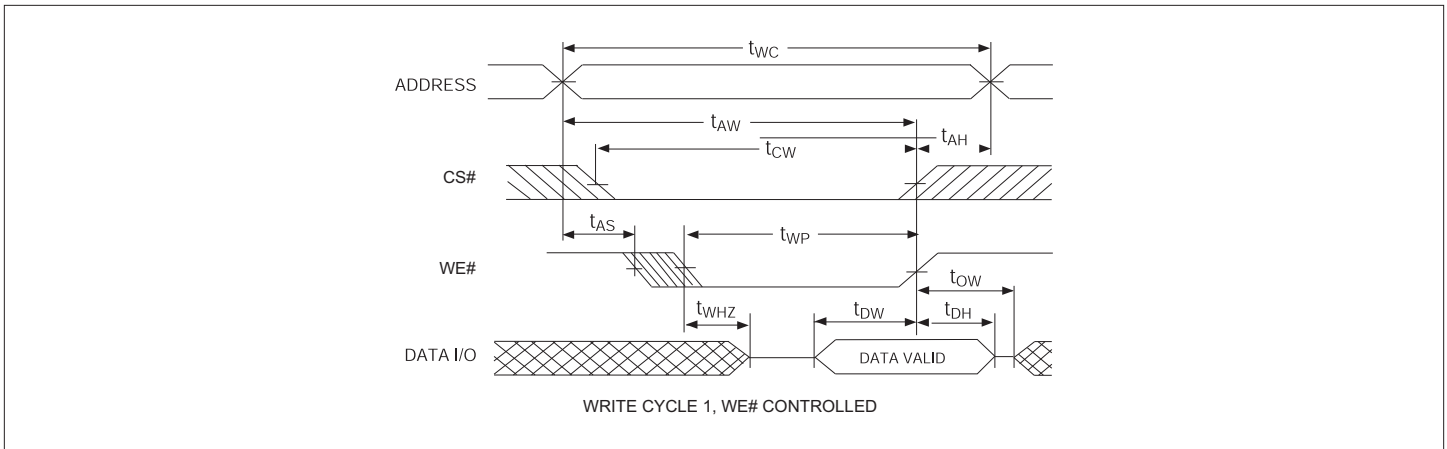 tWC
ADDRESS
tAW
tAH
tCW
CS#
tAS
tWP
WE#
tOW
tWHZ
tDW
tDH
DATA I/O
DATA VALID
WRITE CYCLE 1, WE# CONTROLLED